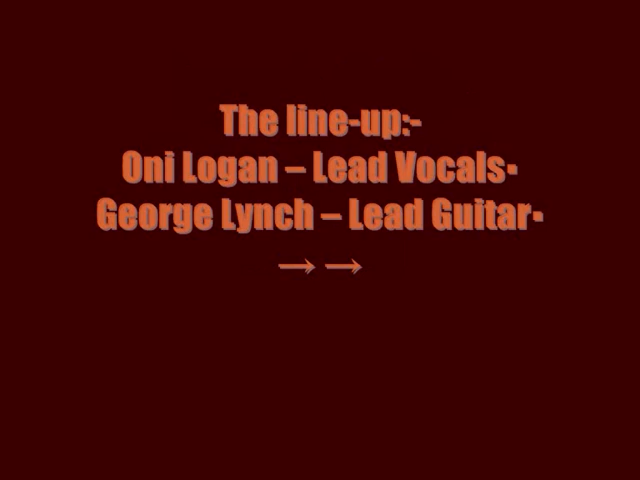 The line-up:-
Oni Logan – Lead Vocals▪
George Lynch – Lead Guitar▪
→ →